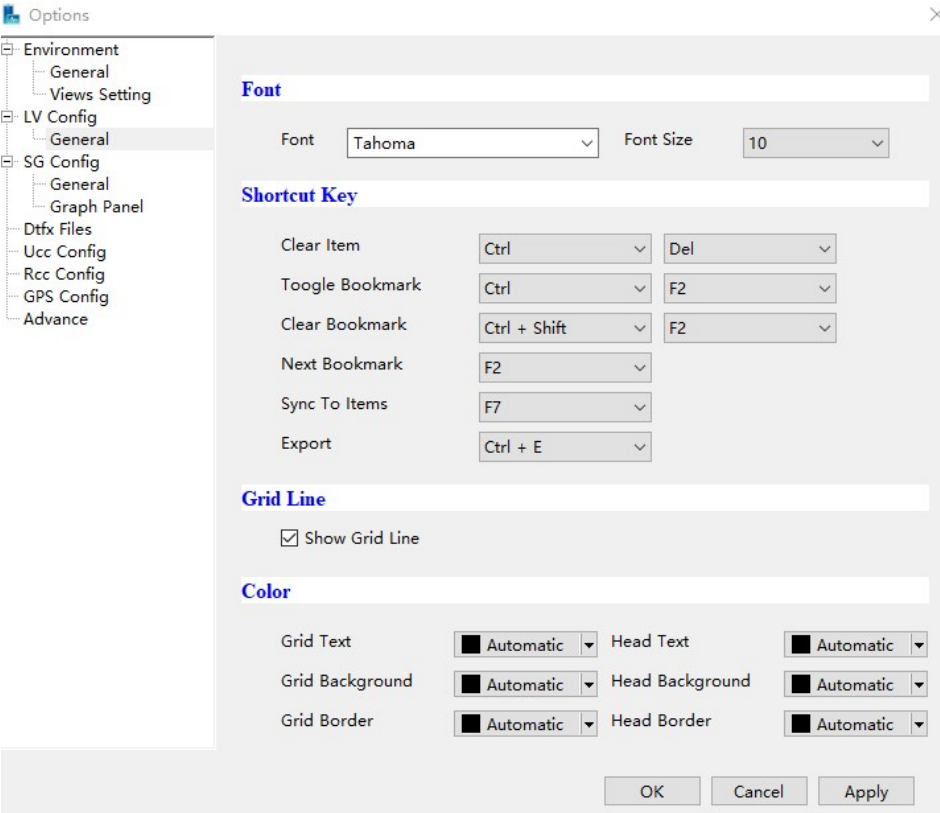 Options
Environment
General
Views Setting
LV Config
General
SG Config
General
Graph Panel
Dtfx Files
Ucc Config
Rcc Config
GPS Config
Advance
Font
Font Tahoma Font Size 10
Shortcut Key
Clear Item Ctrl Del
Toogle Bookmark Ctrl F2
Clear Bookmark Ctrl + Shift F2
Next Bookmark F2
Sync To Items F7
Export Ctrl + E
Grid Line
Show Grid Line
Color
Grid Text Automatic Head Text Automatic
Grid Background Automatic Head Background Automatic
Grid Border Automatic Head Border Automatic
OK Cancel Apply